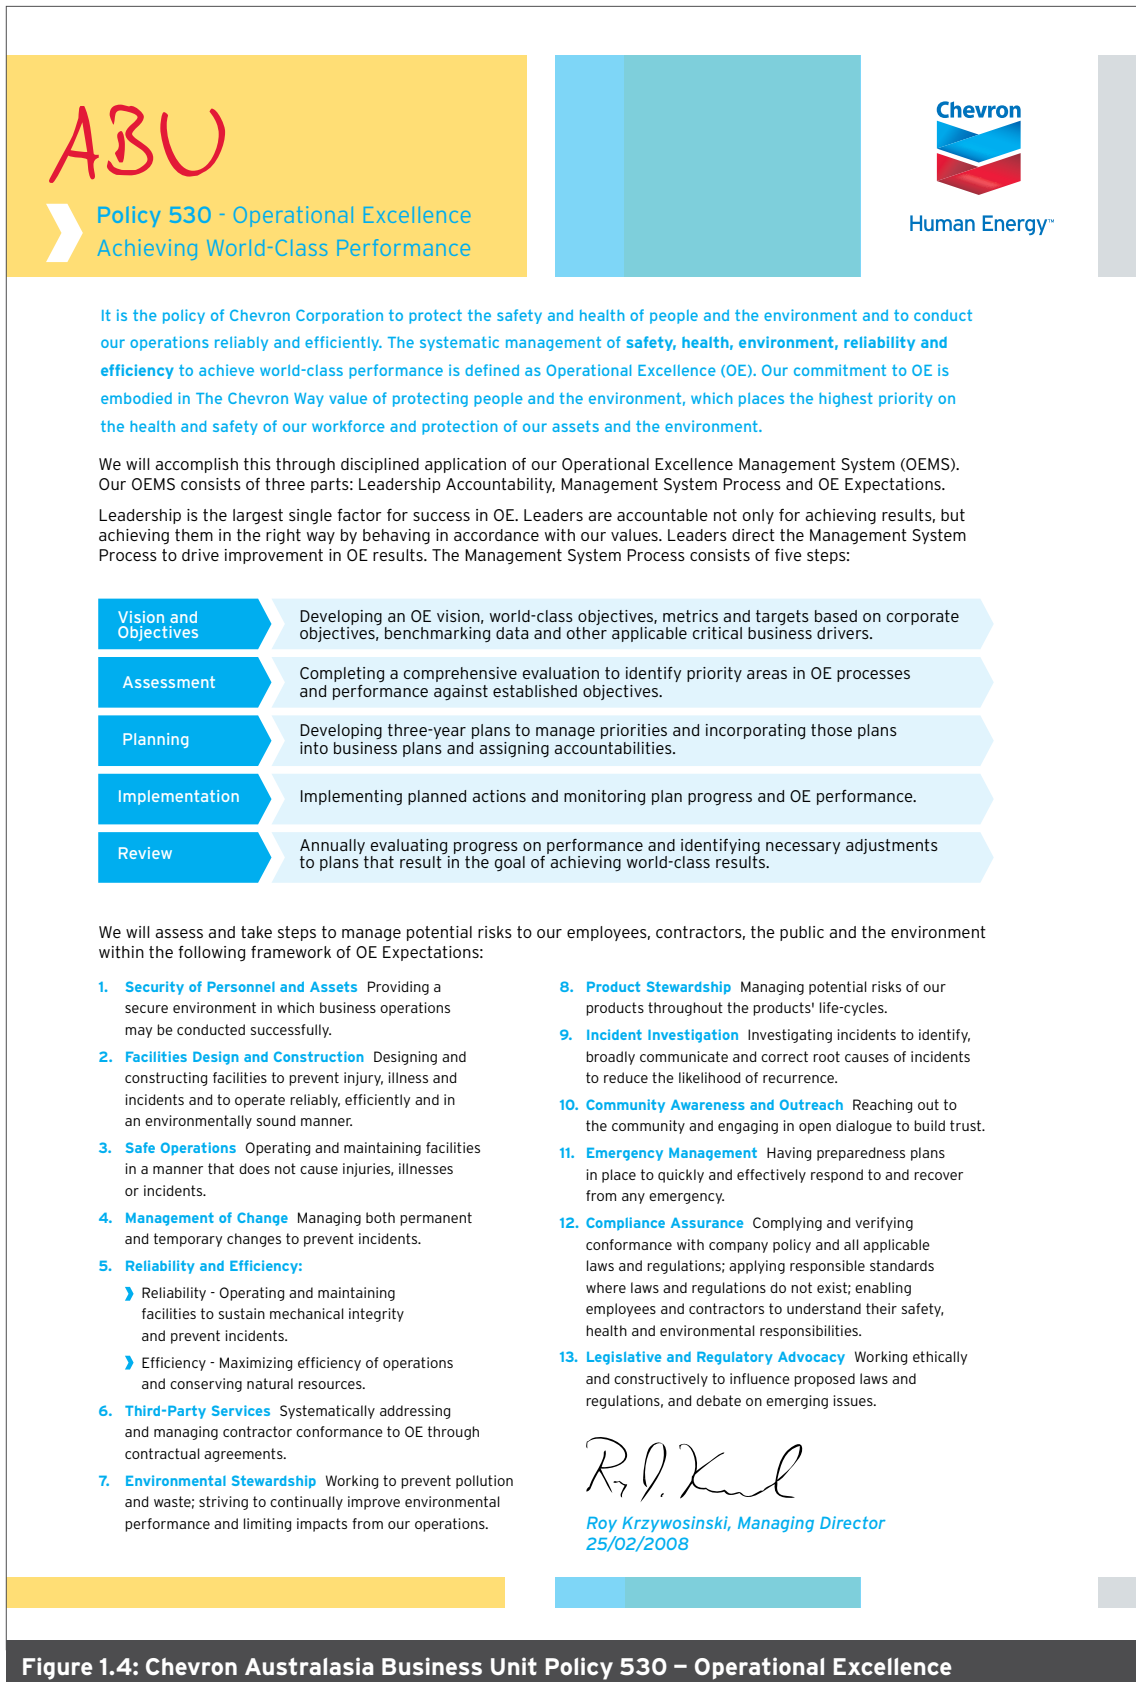 ABU
Policy 530 - Operational Excellence
Achieving World-Class Performance
Chevron
Human Energy™
It is the policy of Chevron Corporation to protect the safety and health of people and the environment and to conduct
our operations reliably and efficiently. The systematic management of safety, health, environment, reliability and
efficiency to achieve world-class performance is defined as Operational Excellence (OE). Our commitment to OE is
embodied in The Chevron Way value of protecting people and the environment, which places the highest priority on
the health and safety of our workforce and protection of our assets and the environment.
We will accomplish this through disciplined application of our Operational Excellence Management System (OEMS).
Our OEMS consists of three parts: Leadership Accountability, Management System Process and OE Expectations.
Leadership is the largest single factor for success in OE. Leaders are accountable not only for achieving results, but
achieving them in the right way by behaving in accordance with our values. Leaders direct the Management System
Process to drive improvement in OE results. The Management System Process consists of five steps:
Vision and
Objectives
Developing an OE vision, world-class objectives, metrics and targets based on corporate
objectives, benchmarking data and other applicable critical business drivers.
Assessment
Completing a comprehensive evaluation to identify priority areas in OE processes
and performance against established objectives.
Planning
Developing three-year plans to manage priorities and incorporating those plans
into business plans and assigning accountabilities.
Implementation
Implementing planned actions and monitoring plan progress and OE performance.
Review
Annually evaluating progress on performance and identifying necessary adjustments
to plans that result in the goal of achieving world-class results.
We will assess and take steps to manage potential risks to our employees, contractors, the public and the environment
within the following framework of OE Expectations:
1. Security of Personnel and Assets Providing a
secure environment in which business operations
may be conducted successfully.
2. Facilities Design and Construction Designing and
constructing facilities to prevent injury, illness and
incidents and to operate reliably, efficiently and in
an environmentally sound manner.
3. Safe Operations Operating and maintaining facilities
in a manner that does not cause injuries, illnesses
or incidents.
4. Management of Change Managing both permanent
and temporary changes to prevent incidents.
5. Reliability and Efficiency:
Reliability - Operating and maintaining
facilities to sustain mechanical integrity
and prevent incidents.
Efficiency - Maximizing efficiency of operations
and conserving natural resources.
6. Third-Party Services Systematically addressing
and managing contractor conformance to OE through
contractual agreements.
7. Environmental Stewardship Working to prevent pollution
and waste; striving to continually improve environmental
performance and limiting impacts from our operations.
8. Product Stewardship Managing potential risks of our
products throughout the products' life-cycles.
9. Incident Investigation Investigating incidents to identify,
broadly communicate and correct root causes of incidents
to reduce the likelihood of recurrence.
10. Community Awareness and Outreach Reaching out to
the community and engaging in open dialogue to build trust.
11. Emergency Management Having preparedness plans
in place to quickly and effectively respond to and recover
from any emergency.
12. Compliance Assurance Complying and verifying
conformance with company policy and all applicable
laws and regulations; applying responsible standards
where laws and regulations do not exist; enabling
employees and contractors to understand their safety,
health and environmental responsibilities.
13. Legislative and Regulatory Advocacy Working ethically
and constructively to influence proposed laws and
regulations, and debate on emerging issues.
Roy Krzywosinski, Managing Director
25/02/2008
Figure 1.4: Chevron Australasia Business Unit Policy 530 – Operational Excellence